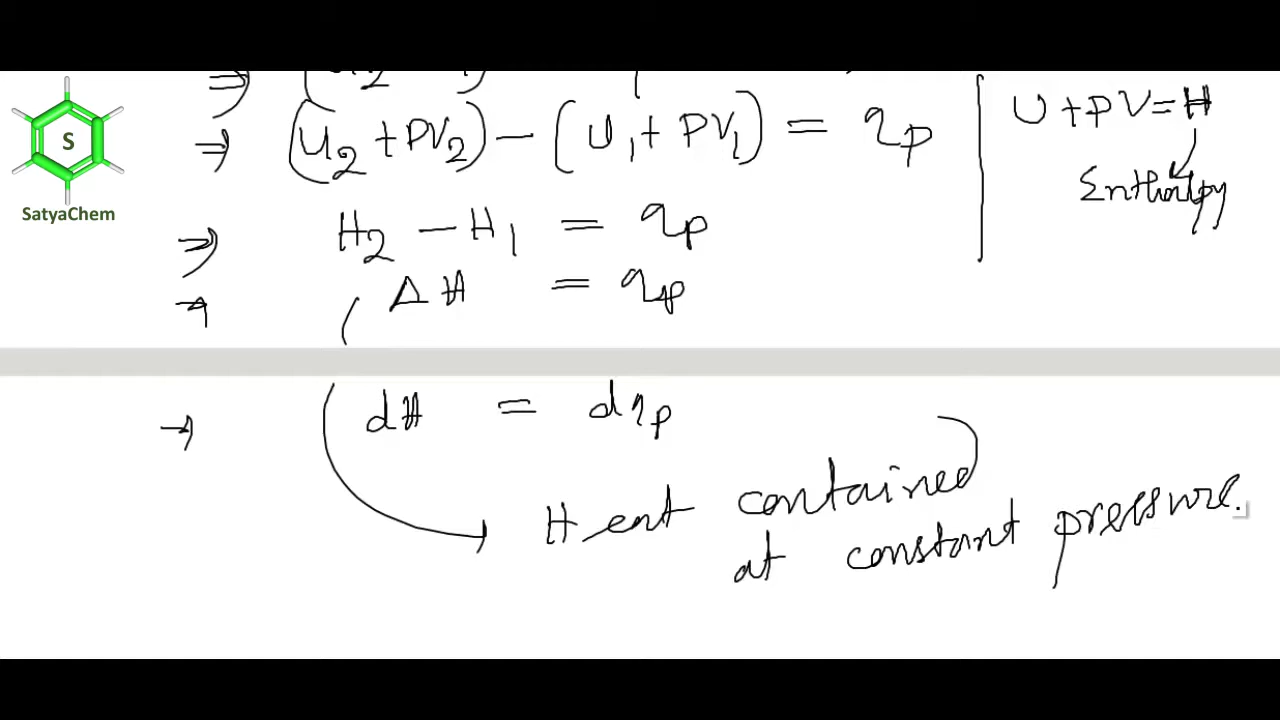 ⇒ (U₂ + PV₂) − (U₁ + PV₁) = qₚ
U + PV = H
Enthalpy
S
SatyaChem
⇒ H₂ − H₁ = qₚ
⇒ ΔH = qₚ
→ dH = dqₚ
Heat contained
at constant pressure.